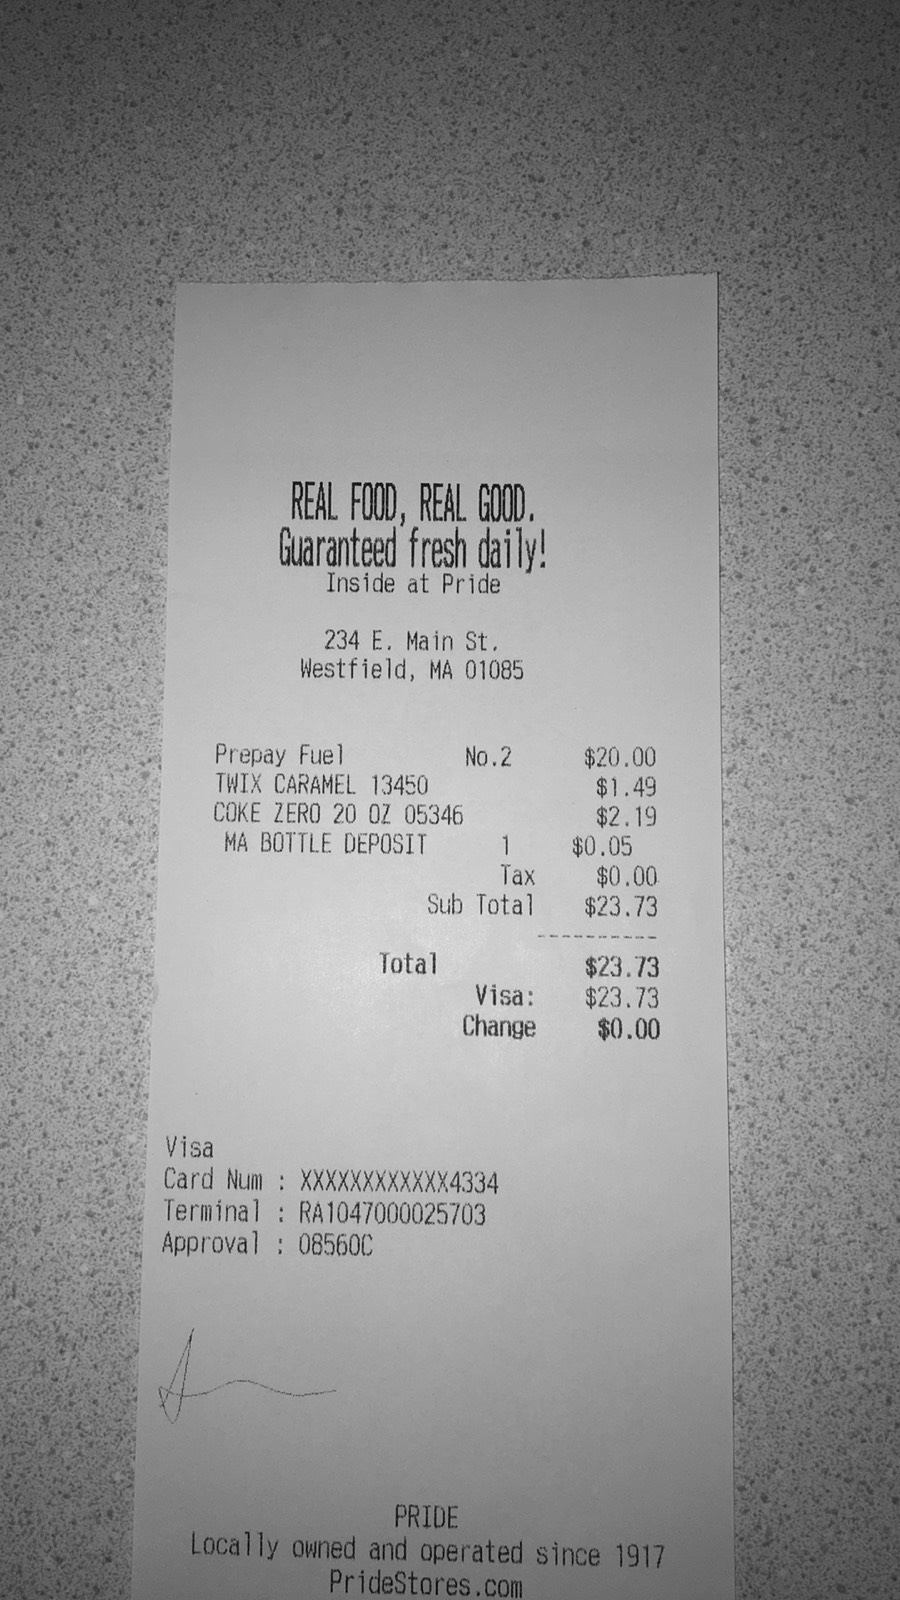 REAL FOOD, REAL GOOD.
Guaranteed fresh daily!
Inside at Pride
234 E. Main St.
Westfield, MA 01085
Prepay Fuel No.2 $20.00
TWIX CARAMEL 13450 $1.49
COKE ZERO 20 OZ 05346 $2.19
MA BOTTLE DEPOSIT 1 $0.05
Tax $0.00
Sub Total $23.73
----------
Total $23.73
Visa: $23.73
Change $0.00
Visa
Card Num : XXXXXXXXXXXX4334
Terminal : RA1047000025703
Approval : 08560C
PRIDE
Locally owned and operated since 1917
PrideStores.com